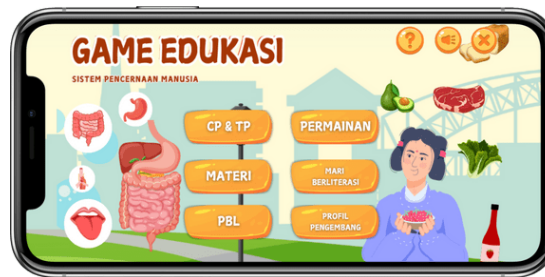 GAME EDUKASI
SISTEM PENCERNAAN MANUSIA
?
CP & TP
PERMAINAN
MATERI
MARI
BERLITERASI
PBL
PROFIL
PENGEMBANG